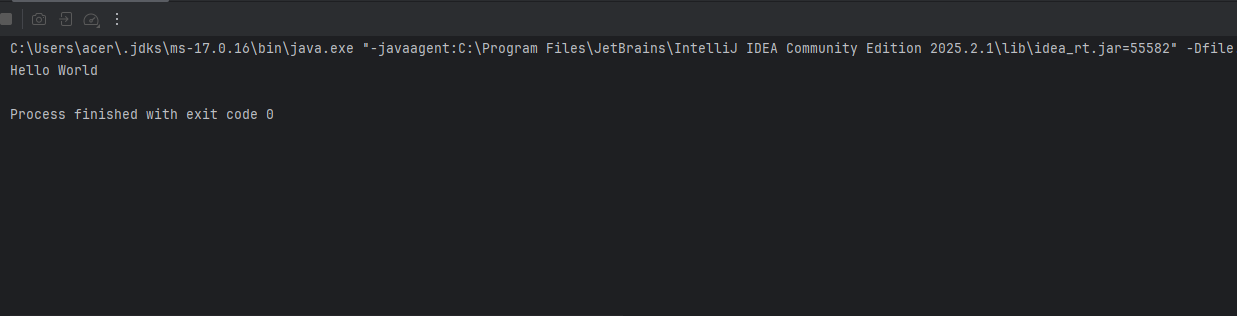 C:\Users\acer\.jdks\ms-17.0.16\bin\java.exe "-javaagent:C:\Program Files\JetBrains\IntelliJ IDEA Community Edition 2025.2.1\lib\idea_rt.jar=55582" -Dfile
Hello World
Process finished with exit code 0